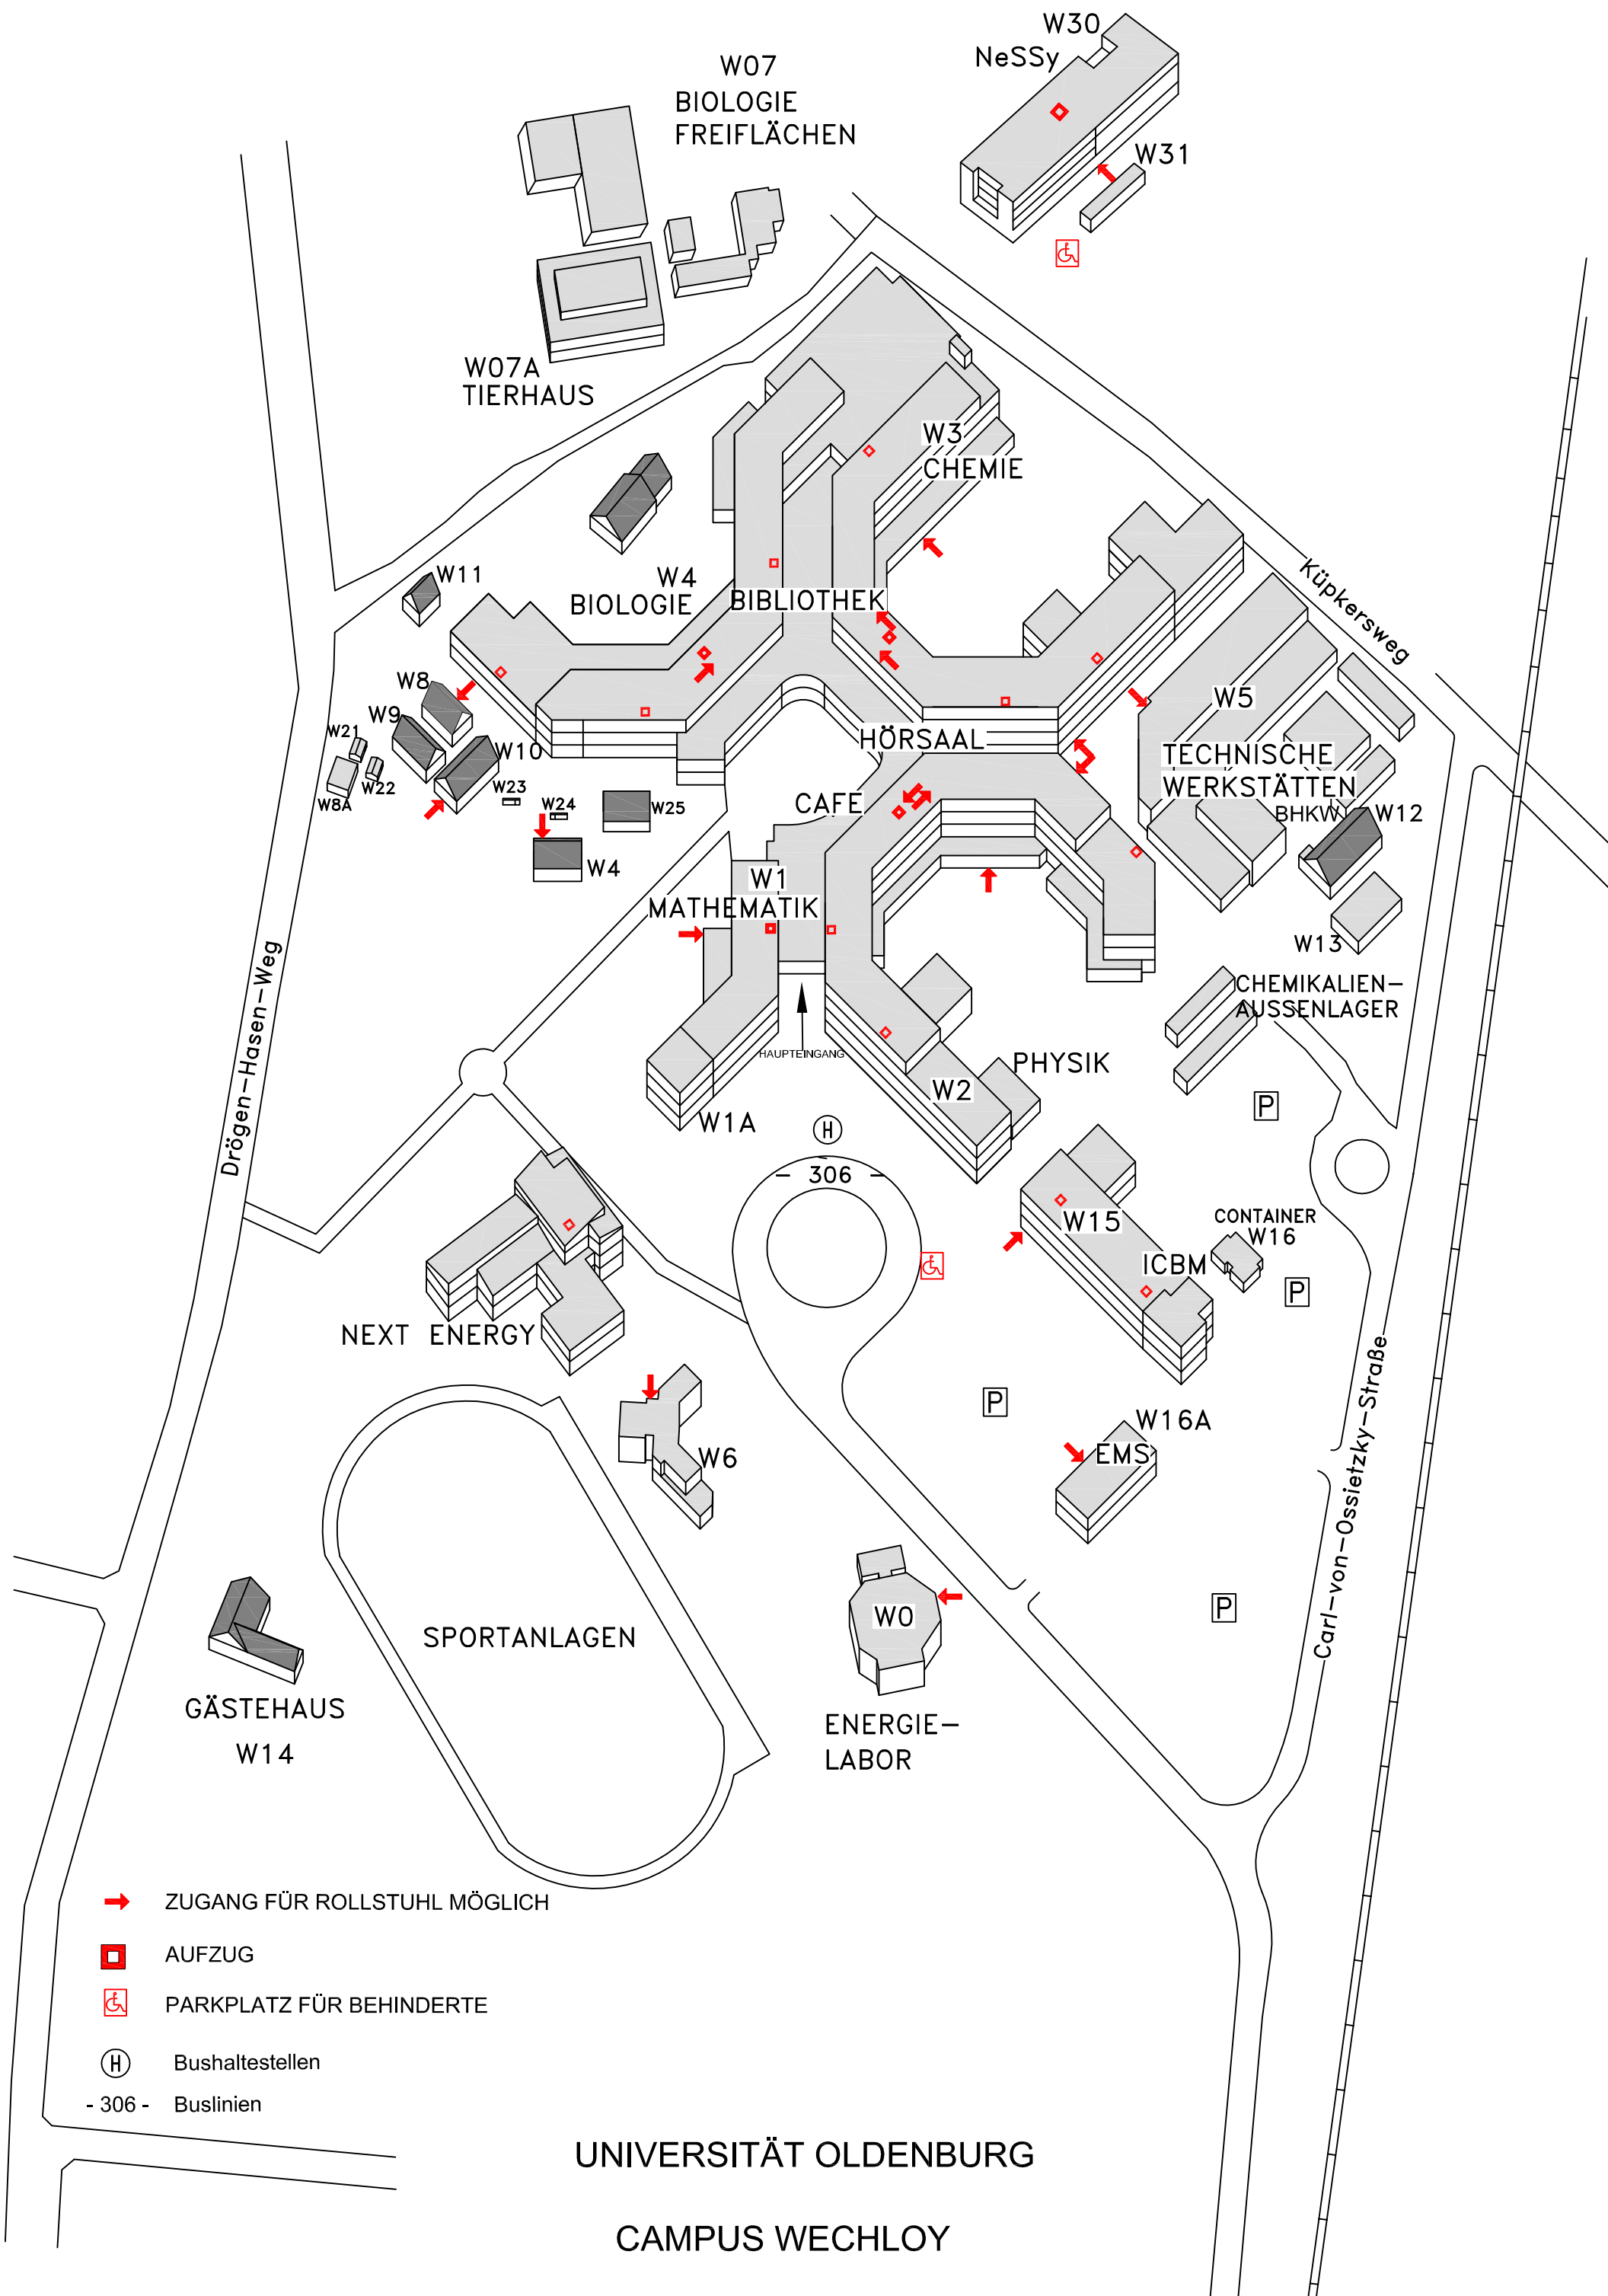 W30
NeSSy
W07
BIOLOGIE
FREIFLÄCHEN
W31
W07A
TIERHAUS
W3
CHEMIE
W11
W4
BIOLOGIE
BIBLIOTHEK
Küpkersweg
W8
W9
W21
W10
W22
W8A
W23
W24
W25
W4
HÖRSAAL
CAFE
W5
TECHNISCHE
WERKSTÄTTEN
BHKW
W12
W1
MATHEMATIK
W13
CHEMIKALIEN-
AUSSENLAGER
Drögen-Hasen-Weg
HAUPTEINGANG
PHYSIK
W2
W1A
P
H
- 306 -
W15
CONTAINER
W16
ICBM
P
NEXT ENERGY
P
W16A
EMS
W6
Carl-von-Ossietzky-Straße
W0
P
SPORTANLAGEN
GÄSTEHAUS
W14
ENERGIE-
LABOR
ZUGANG FÜR ROLLSTUHL MÖGLICH
AUFZUG
PARKPLATZ FÜR BEHINDERTE
H Bushaltestellen
- 306 - Buslinien
UNIVERSITÄT OLDENBURG
CAMPUS WECHLOY